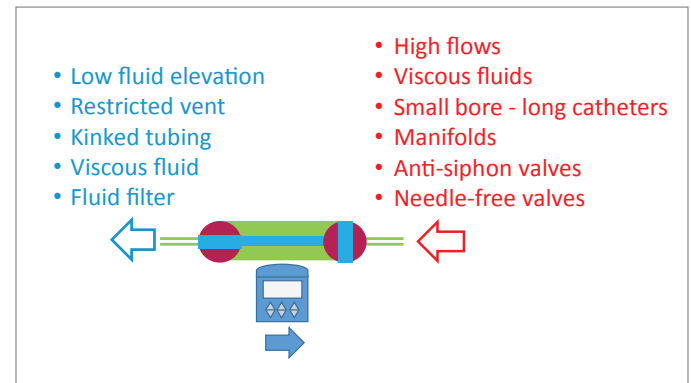 • Low fluid elevation
• Restricted vent
• Kinked tubing
• Viscous fluid
• Fluid filter
• High flows
• Viscous fluids
• Small bore - long catheters
• Manifolds
• Anti-siphon valves
• Needle-free valves